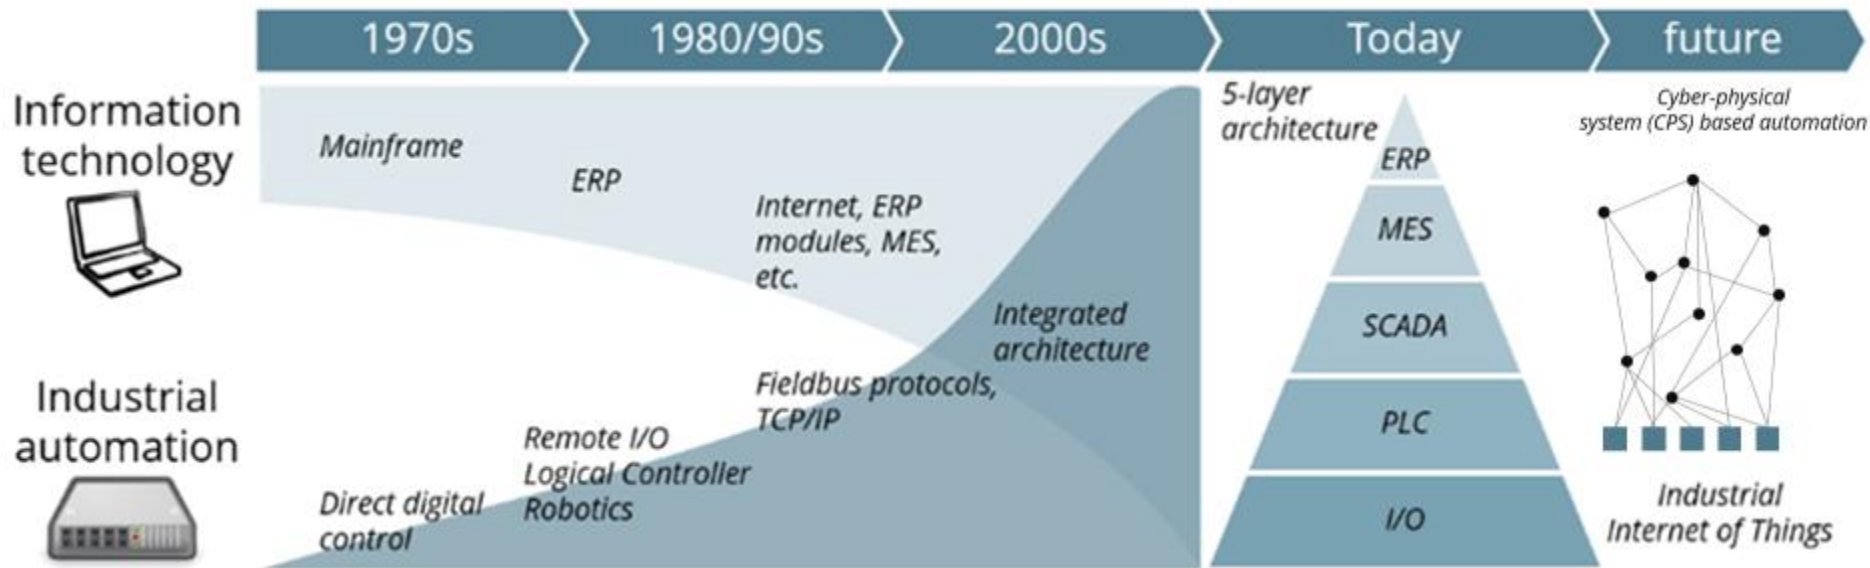 1970s
1980/90s
2000s
Today
future
Information
technology
Industrial
automation
Mainframe
ERP
Internet, ERP
modules, MES,
etc.
Integrated
architecture
Fieldbus protocols,
TCP/IP
Remote I/O
Logical Controller
Robotics
Direct digital
control
5-layer
architecture
ERP
MES
SCADA
PLC
I/O
Cyber-physical
system (CPS) based automation
Industrial
Internet of Things